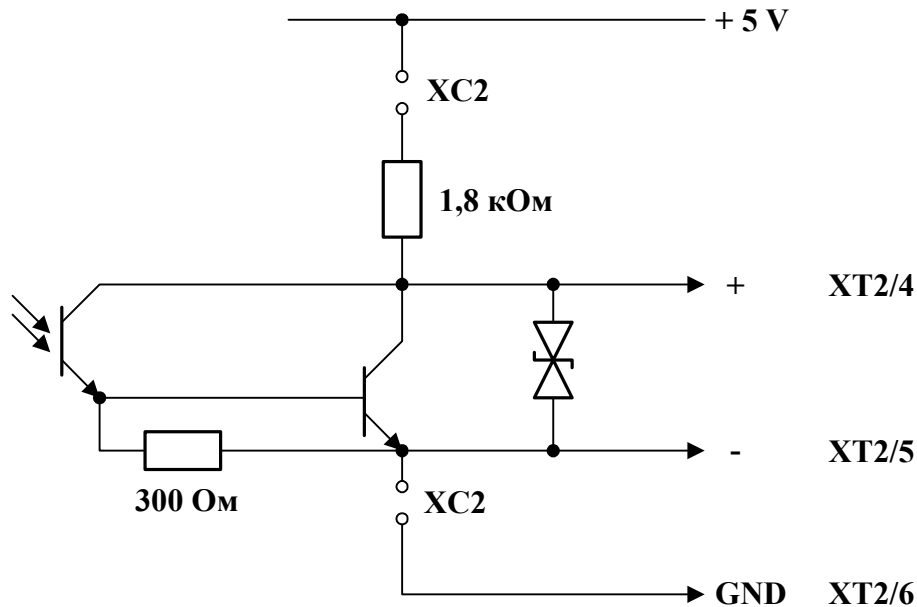 + 5 V
XC2
1,8 кОм
+ XT2/4
- XT2/5
300 Ом
XC2
GND XT2/6